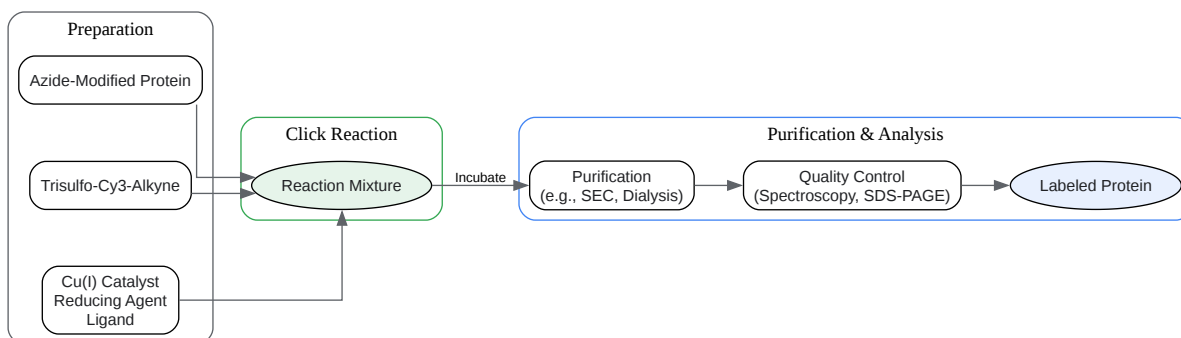 Preparation
Azide-Modified Protein
Trisulfo-Cy3-Alkyne
Cu(I) Catalyst
Reducing Agent
Ligand
Click Reaction
Reaction Mixture
Incubate
Purification & Analysis
Purification
(e.g., SEC, Dialysis)
Quality Control
(Spectroscopy, SDS-PAGE)
Labeled Protein